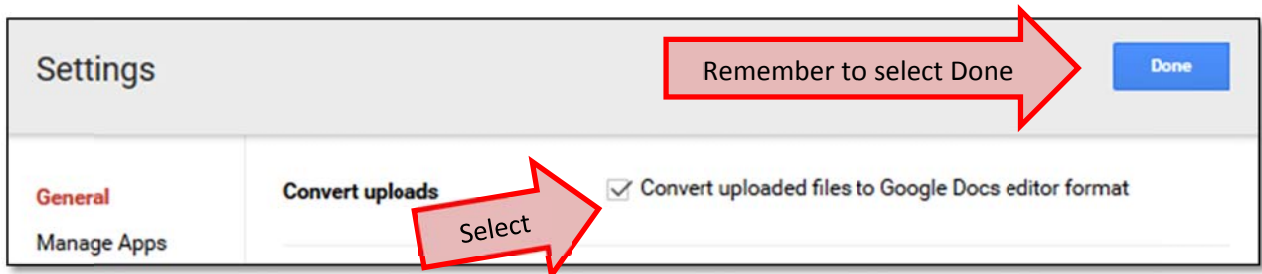 Settings
Remember to select Done
Done
General
Convert uploads
Convert uploaded files to Google Docs editor format
Select
Manage Apps